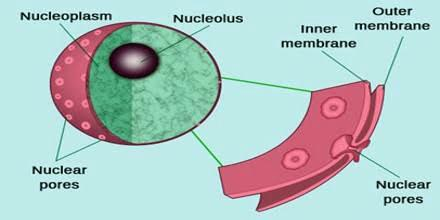 Nucleoplasm
Nucleolus
Inner
membrane
Outer
membrane
Nuclear
pores
Nuclear
pores